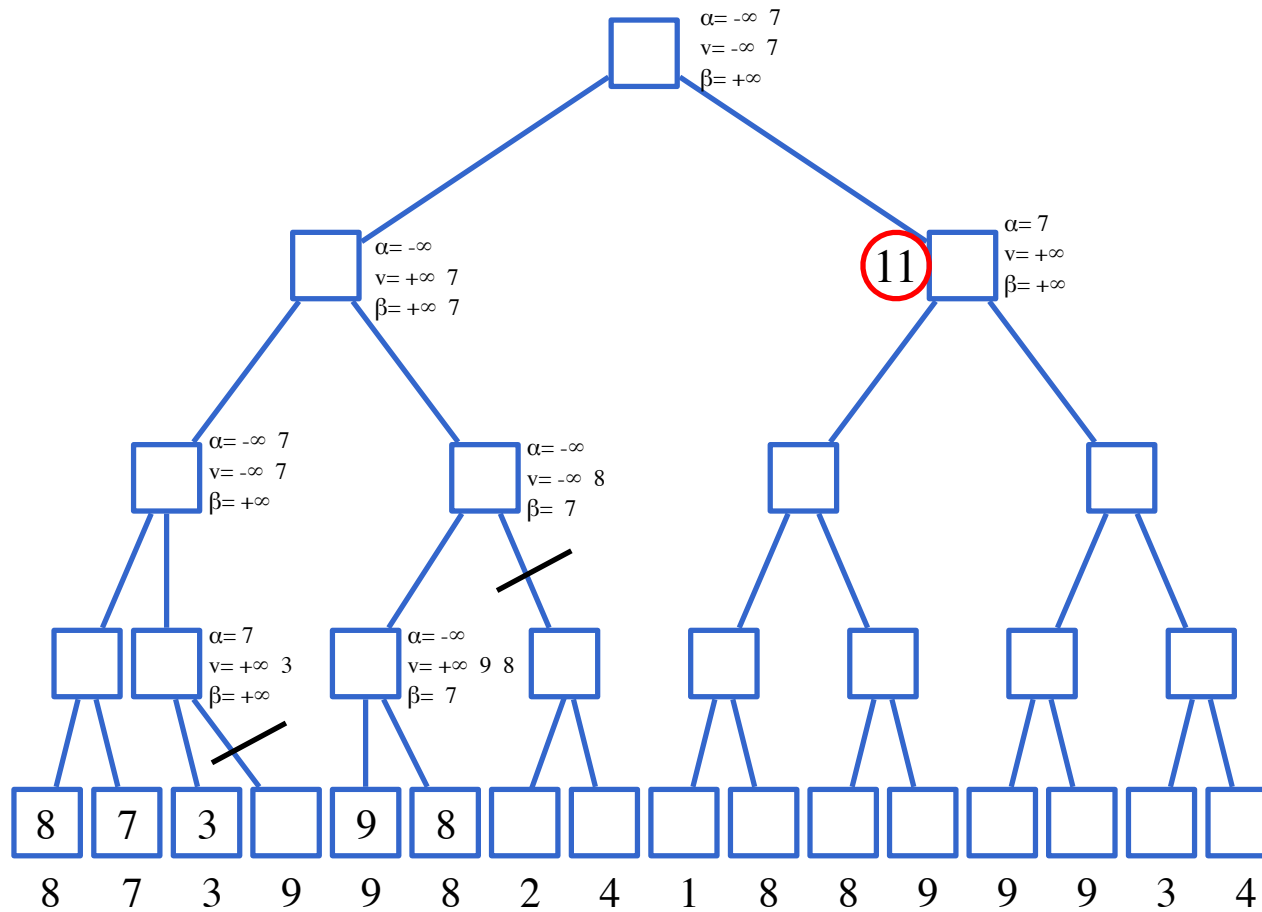 α= -∞ 7
v= -∞ 7
β= +∞
α= -∞
v= +∞ 7
β= +∞ 7
11
α= 7
v= +∞
β= +∞
α= -∞ 7
v= -∞ 7
β= +∞
α= -∞
v= -∞ 8
β= 7
α= 7
v= +∞ 3
β= +∞
α= -∞
v= +∞ 9 8
β= 7
8 7 3 9 8
8 7 3 9 9 8 2 4 1 8 8 9 9 9 3 4